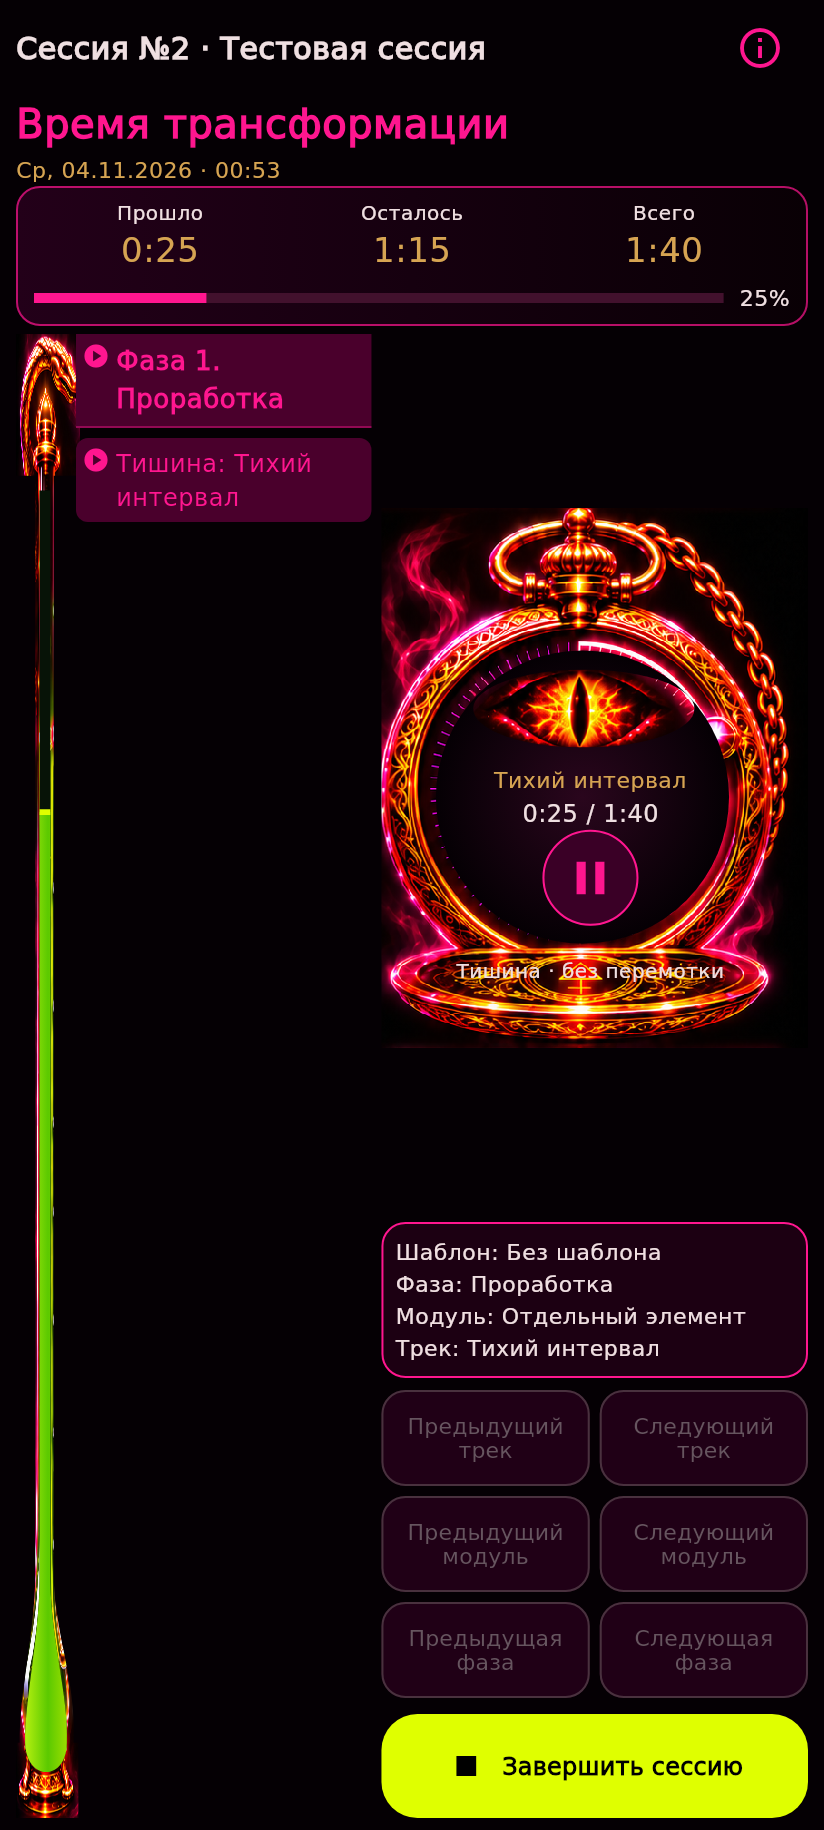 Сессия №2 · Тестовая сессия
Время трансформации
Ср, 04.11.2026 · 00:53
Прошло
Осталось
Всего
0:25
1:15
1:40
25%
Фаза 1.
Проработка
Тишина: Тихий
интервал
Тихий интервал
0:25 / 1:40
Тишина · без перемотки
Шаблон: Без шаблона
Фаза: Проработка
Модуль: Отдельный элемент
Трек: Тихий интервал
Предыдущий
трек
Следующий
трек
Предыдущий
модуль
Следующий
модуль
Предыдущая
фаза
Следующая
фаза
Завершить сессию